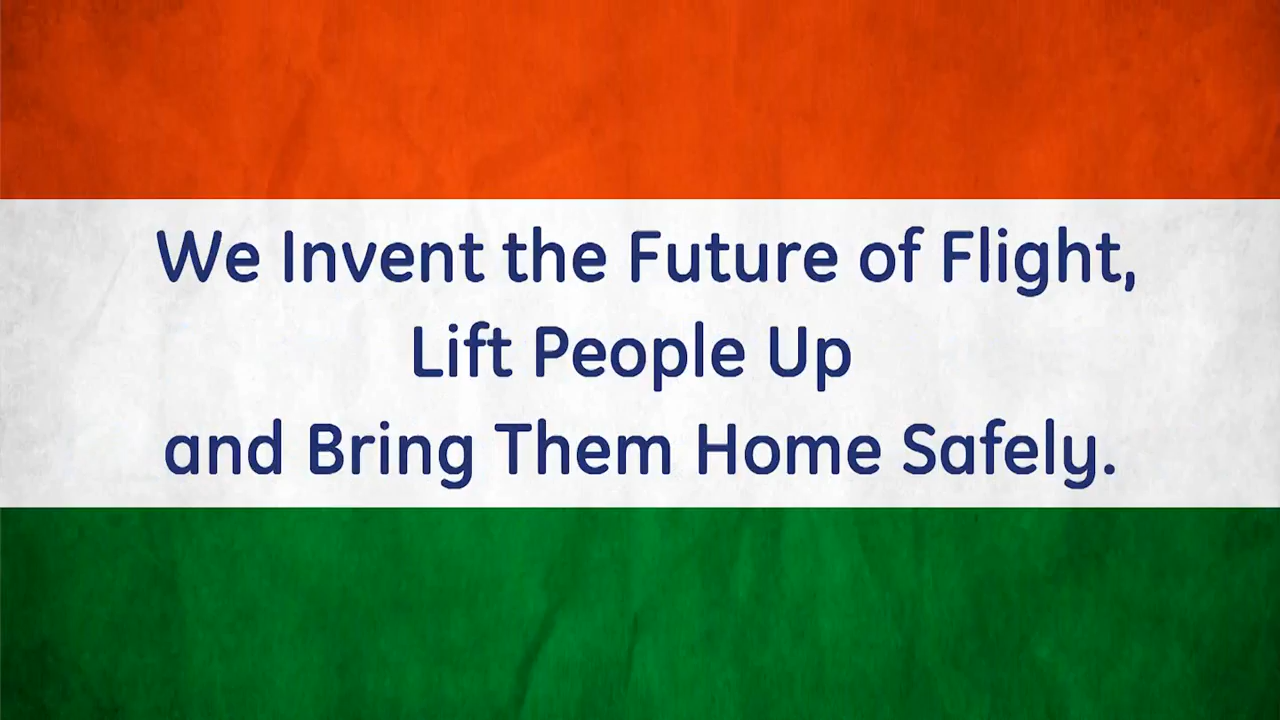 We Invent the Future of Flight,
Lift People Up
and Bring Them Home Safely.